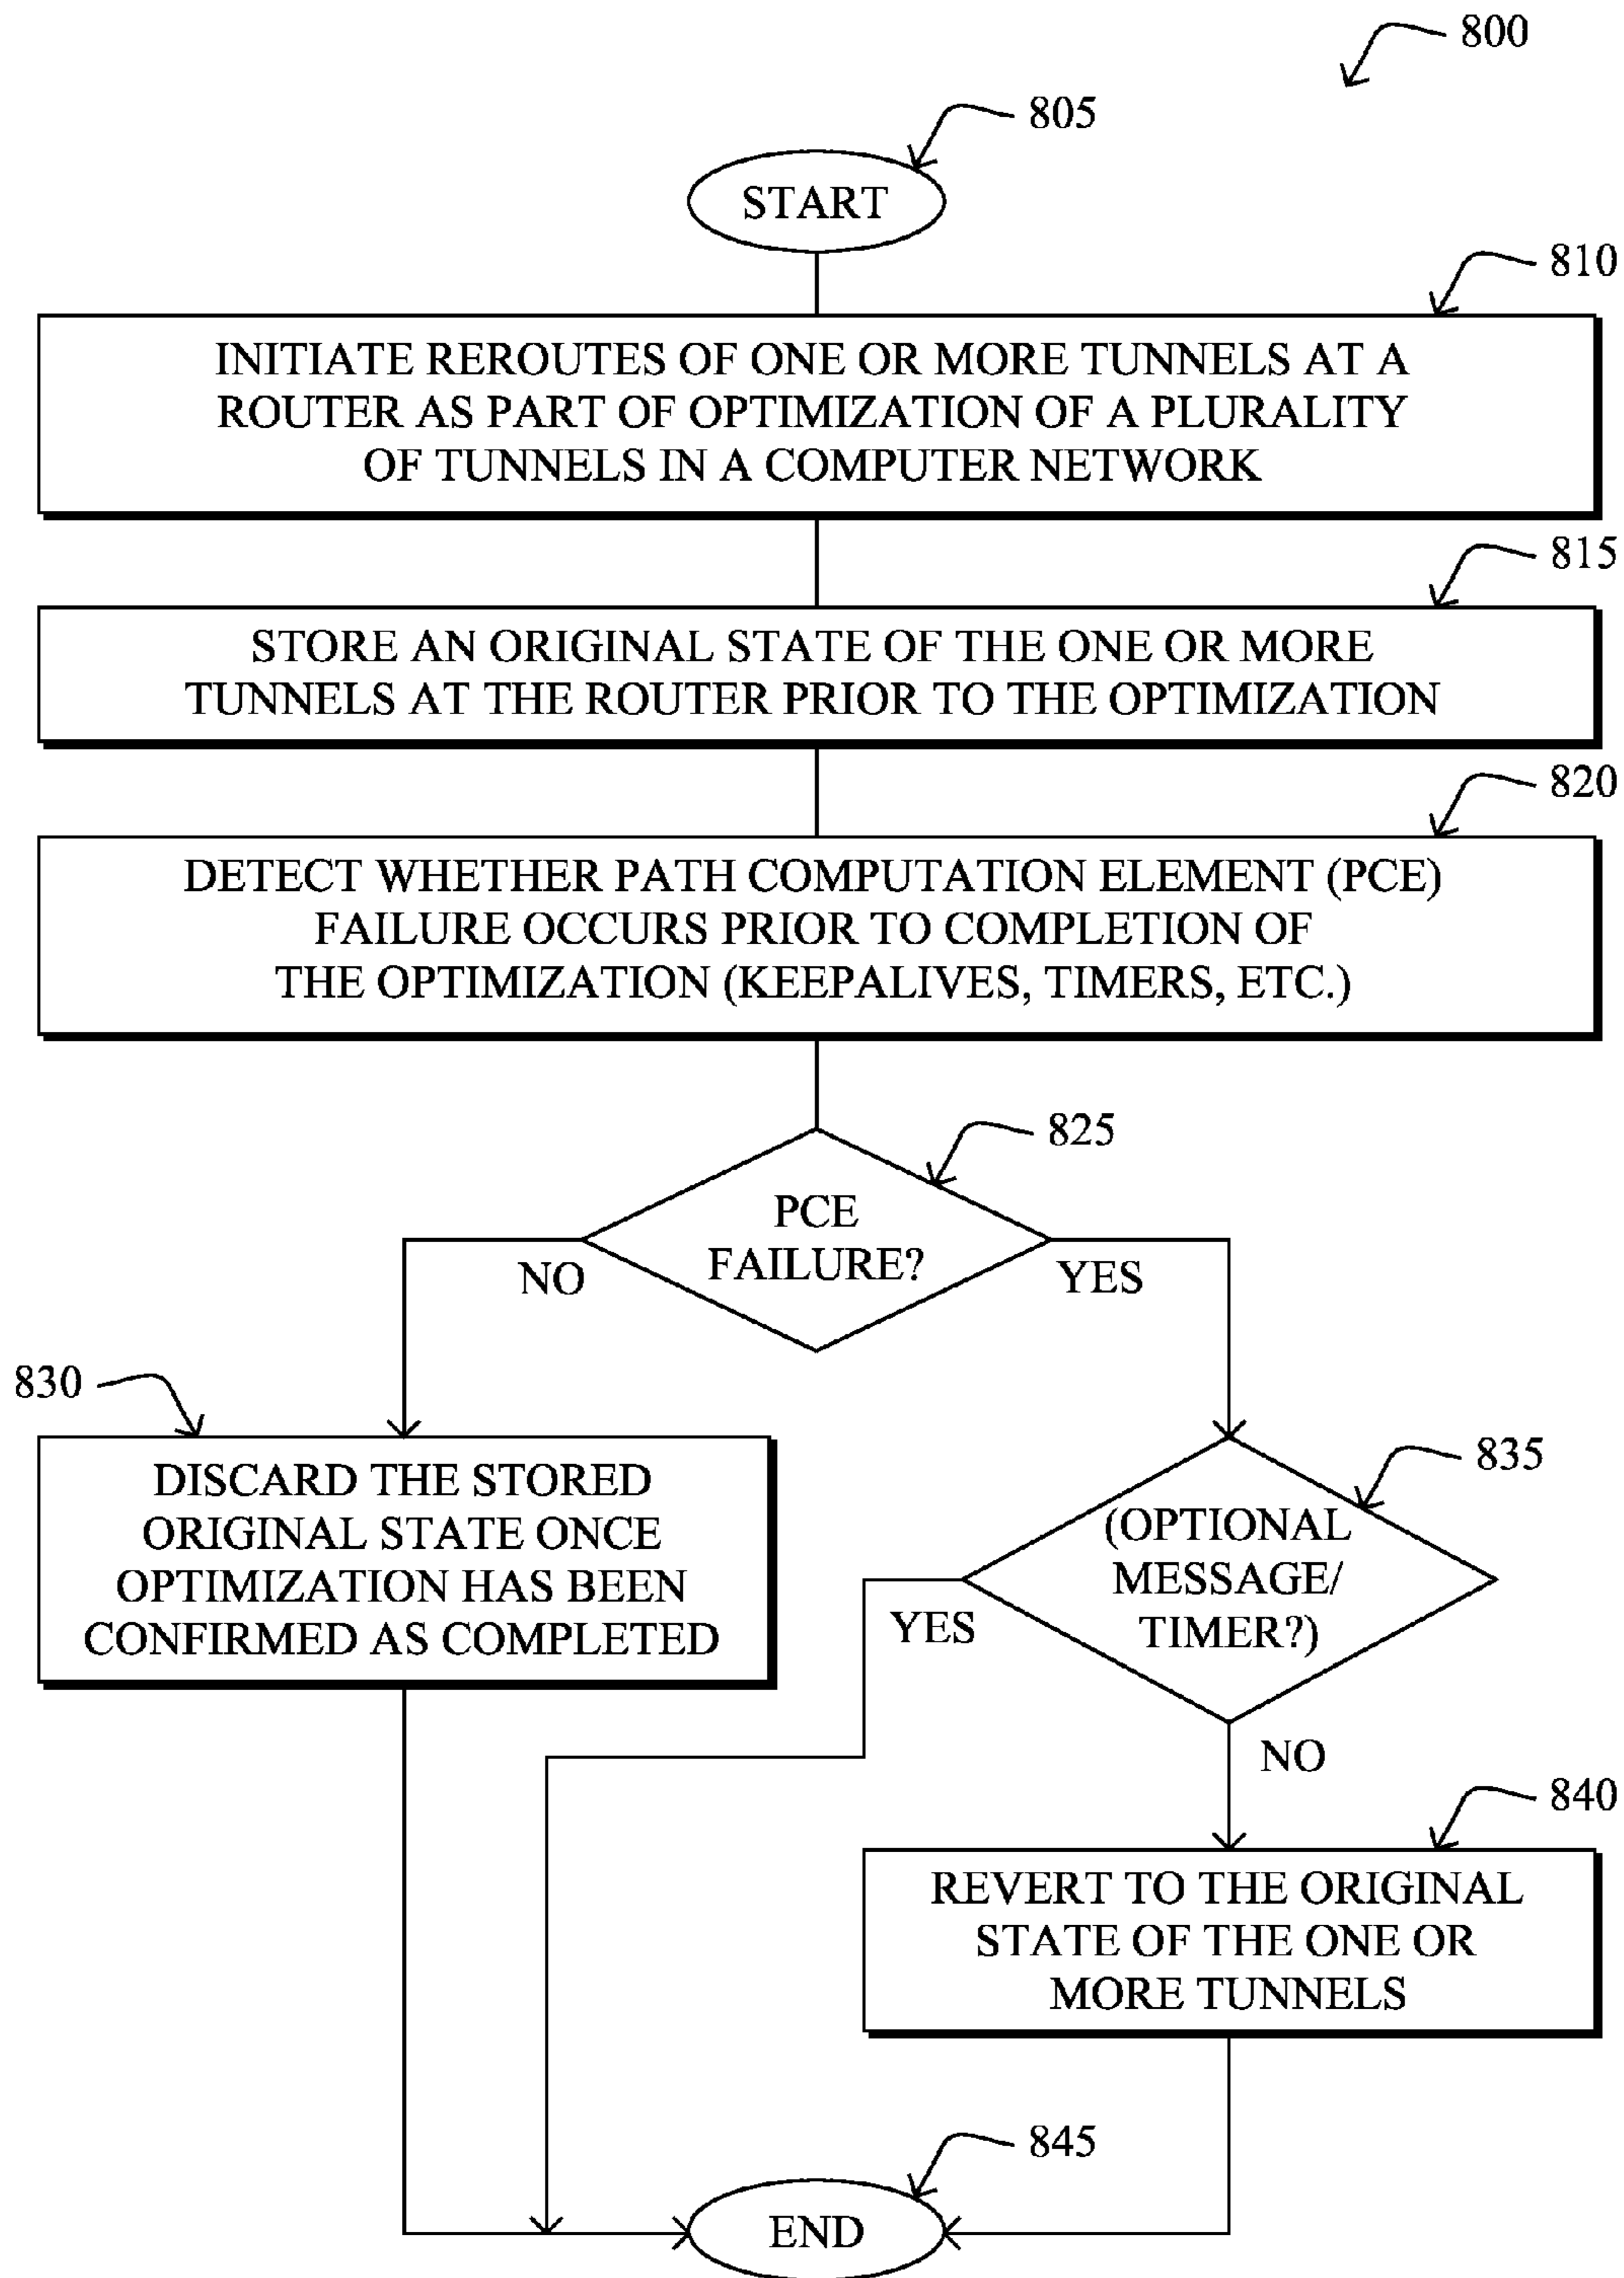 800
805
START
810
INITIATE REROUTES OF ONE OR MORE TUNNELS AT A
ROUTER AS PART OF OPTIMIZATION OF A PLURALITY
OF TUNNELS IN A COMPUTER NETWORK
815
STORE AN ORIGINAL STATE OF THE ONE OR MORE
TUNNELS AT THE ROUTER PRIOR TO THE OPTIMIZATION
820
DETECT WHETHER PATH COMPUTATION ELEMENT (PCE)
FAILURE OCCURS PRIOR TO COMPLETION OF
THE OPTIMIZATION (KEEPALIVES, TIMERS, ETC.)
825
PCE
FAILURE?
NO
YES
830
DISCARD THE STORED
ORIGINAL STATE ONCE
OPTIMIZATION HAS BEEN
CONFIRMED AS COMPLETED
835
(OPTIONAL
MESSAGE/
TIMER?)
YES
NO
840
REVERT TO THE ORIGINAL
STATE OF THE ONE OR
MORE TUNNELS
845
END